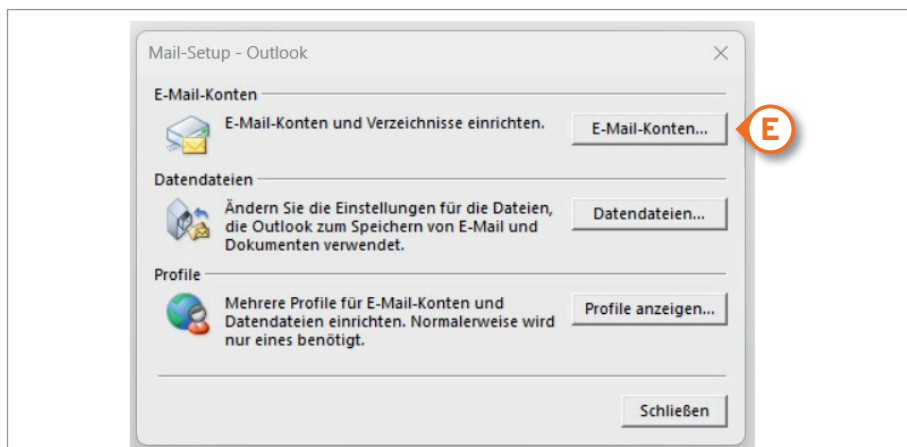 Mail-Setup - Outlook
E-Mail-Konten
E-Mail-Konten und Verzeichnisse einrichten.
E-Mail-Konten...
E
Datendateien
Ändern Sie die Einstellungen für die Dateien,
die Outlook zum Speichern von E-Mail und
Dokumenten verwendet.
Datendateien...
Profile
Mehrere Profile für E-Mail-Konten und
Datendateien einrichten. Normalerweise wird
nur eines benötigt.
Profile anzeigen...
Schließen